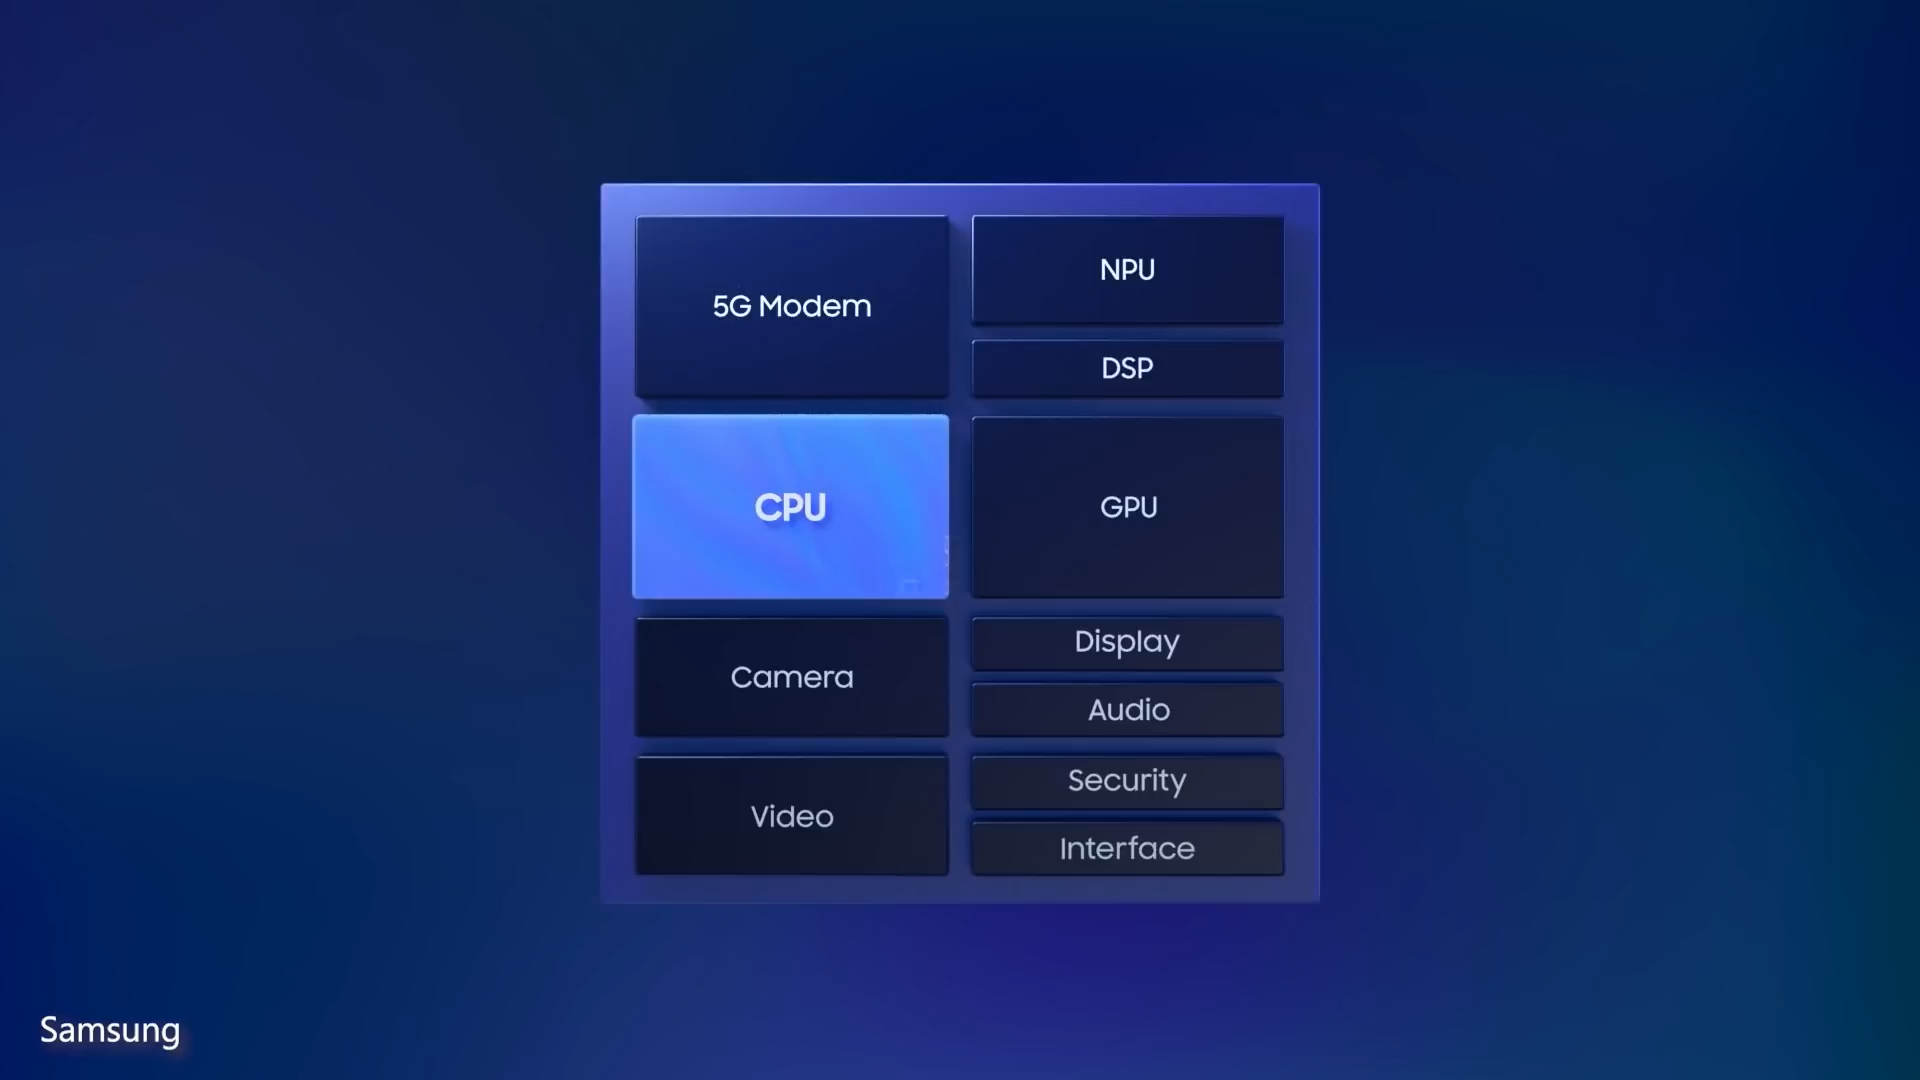 5G Modem
NPU
DSP
CPU
GPU
Camera
Display
Audio
Video
Security
Interface
Samsung